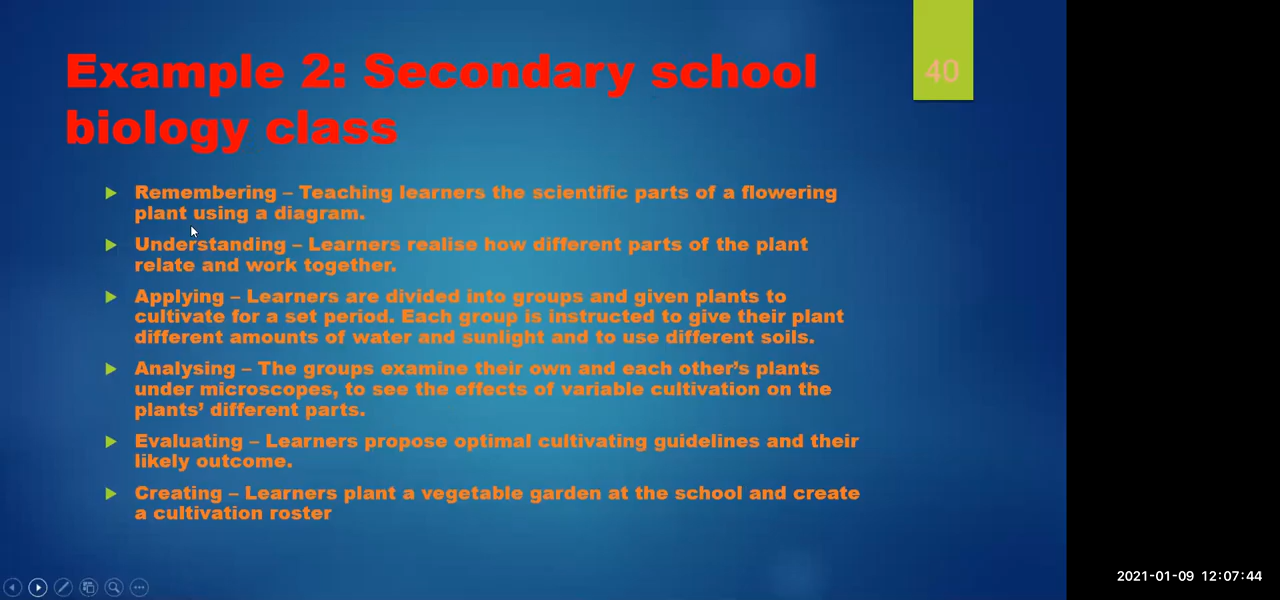 Example 2: Secondary school
biology class
40
Remembering – Teaching learners the scientific parts of a flowering
plant using a diagram.
Understanding – Learners realise how different parts of the plant
relate and work together.
Applying – Learners are divided into groups and given plants to
cultivate for a set period. Each group is instructed to give their plant
different amounts of water and sunlight and to use different soils.
Analysing – The groups examine their own and each other’s plants
under microscopes, to see the effects of variable cultivation on the
plants’ different parts.
Evaluating – Learners propose optimal cultivating guidelines and their
likely outcome.
Creating – Learners plant a vegetable garden at the school and create
a cultivation roster
2021-01-09 12:07:44